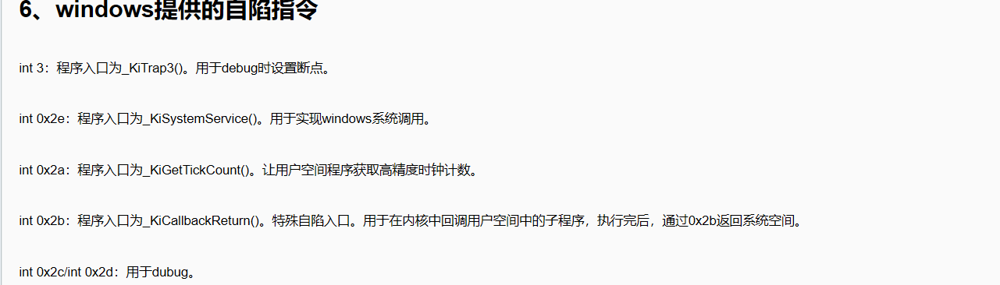 6、windows提供的自陷指令
int 3：程序入口为_KiTrap3()。用于debug时设置断点。
int 0x2e：程序入口为_KiSystemService()。用于实现windows系统调用。
int 0x2a：程序入口为_KiGetTickCount()。让用户空间程序获取高精度时钟计数。
int 0x2b：程序入口为_KiCallbackReturn()。特殊自陷入口。用于在内核中回调用户空间中的子程序，执行完后，通过0x2b返回系统空间。
int 0x2c/int 0x2d：用于dubug。